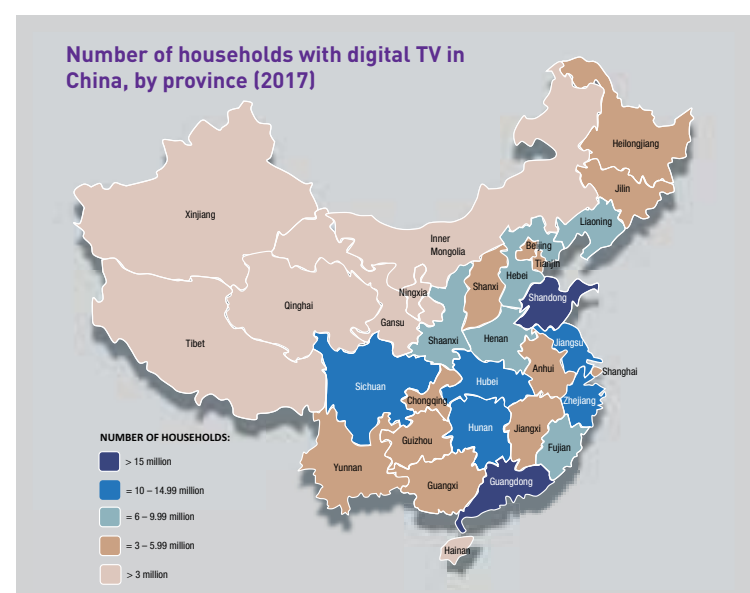 Number of households with digital TV in
China, by province (2017)
Heilongjiang
Jilin
Xinjiang
Liaoning
Inner
Mongolia
Beijing
Tianjin
Hebei
Ningxia
Shanxi
Shandong
Qinghai
Gansu
Tibet
Shaanxi
Henan
Jiangsu
Anhui
Shanghai
Sichuan
Hubei
Chongqing
Zhejiang
Hunan
Jiangxi
Guizhou
Fujian
Yunnan
Guangxi
Guangdong
Hainan
NUMBER OF HOUSEHOLDS:
> 15 million
= 10 – 14.99 million
= 6 – 9.99 million
= 3 – 5.99 million
> 3 million